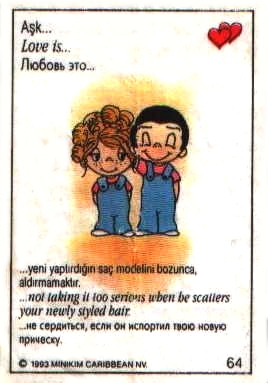 Aşk...
Love is...
Любовь это...
...yeni yaptırdığın saç modelini bozunca,
aldırmamaktır.
...not taking it too serious when he scatters
your newly styled hair.
...не сердиться, если он испортил твою новую
прическу.
© 1993 MINIKIM CARIBBEAN NV. 64